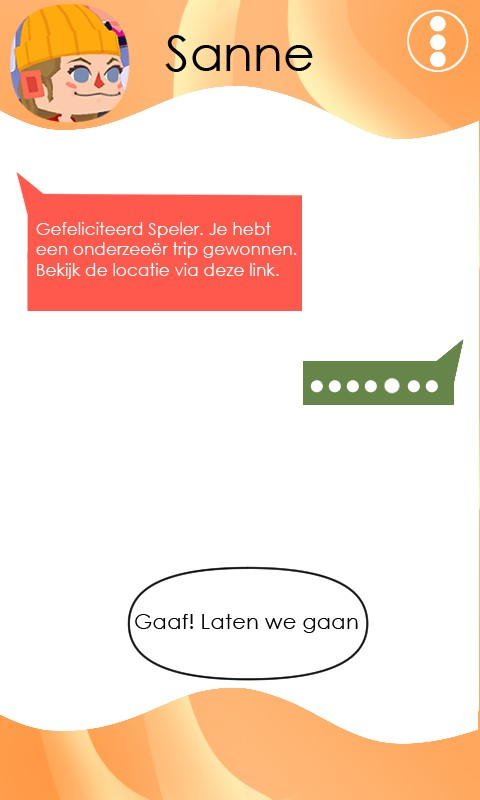 Sanne
Gefeliciteerd Speler. Je hebt
een onderzeeër trip gewonnen.
Bekijk de locatie via deze link.
Gaaf! Laten we gaan